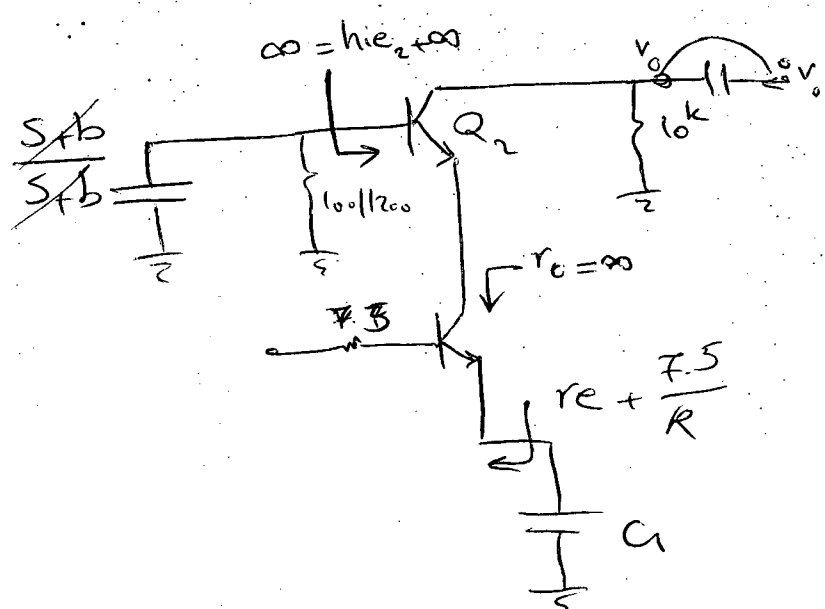 ∞ = hie₂ + ∞
V₀
V₀
S+b
S+b
Q₂
10ᵏ
100||200
r₀ = ∞
re + 7.5/R
C₁